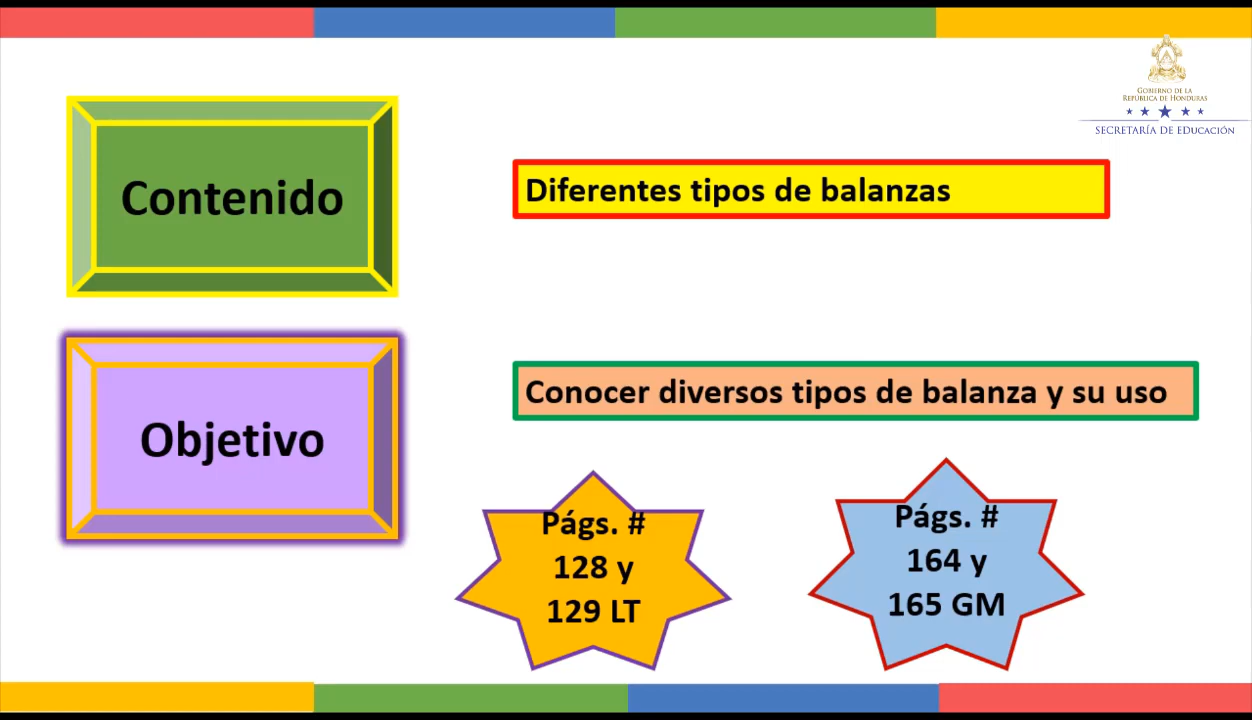 GOBIERNO DE LA
REPÚBLICA DE HONDURAS
SECRETARÍA DE EDUCACIÓN
Contenido
Diferentes tipos de balanzas
Objetivo
Conocer diversos tipos de balanza y su uso
Págs. #
128 y
129 LT
Págs. #
164 y
165 GM